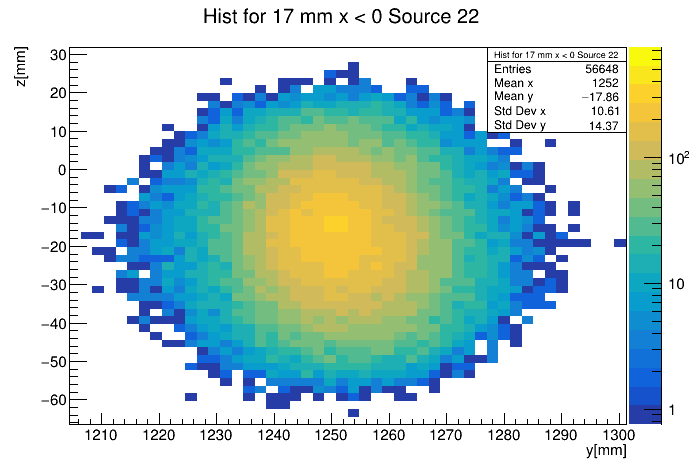 Hist for 17 mm x < 0 Source 22
Hist for 17 mm x < 0 Source 22
Entries 56648
Mean x 1252
Mean y −17.86
Std Dev x 10.61
Std Dev y 14.37
z[mm]
30
20
10
0
−10
−20
−30
−40
−50
−60
1210 1220 1230 1240 1250 1260 1270 1280 1290 1300
y[mm]
10²
10
1